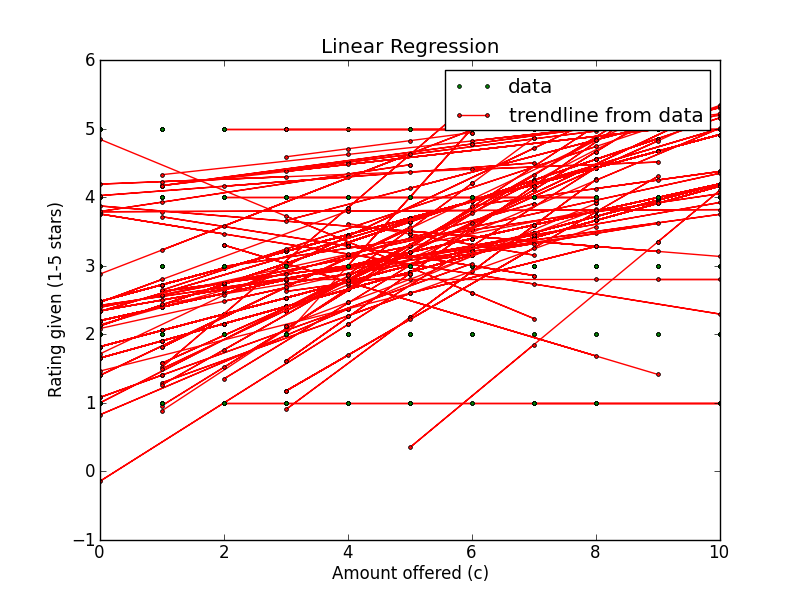 Linear Regression
data
trendline from data
6
5
4
3
2
1
0
−1
Rating given (1-5 stars)
0 2 4 6 8 10
Amount offered (c)